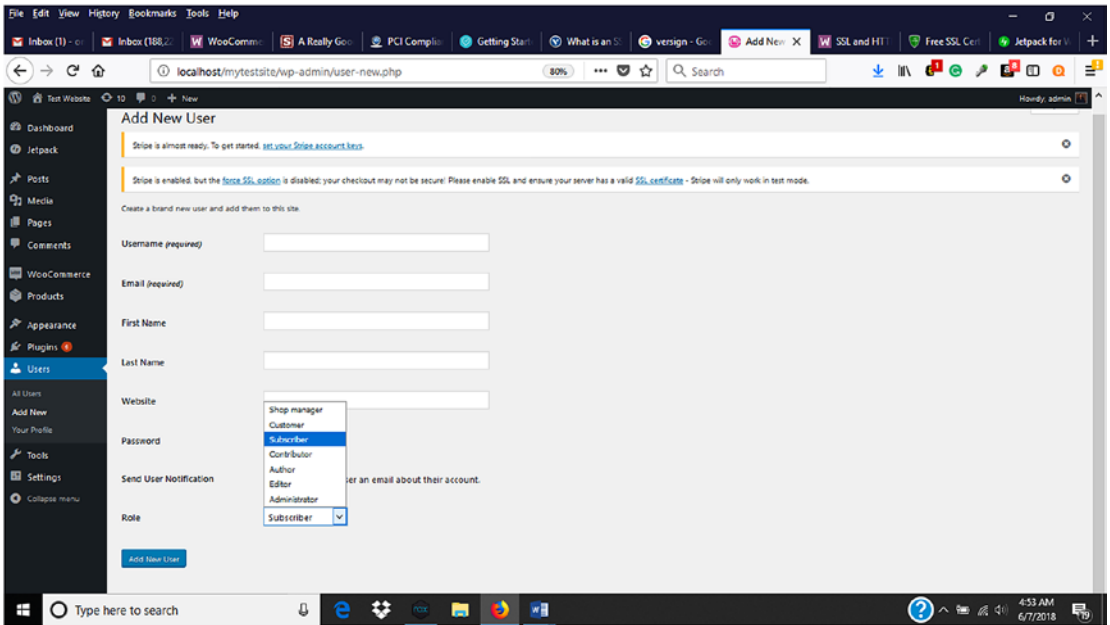 File Edit View History Bookmarks Tools Help
Inbox (1) - or Inbox (188,22 WooComme A Really Goo PCI Complian Getting Start What is an SS versign - Goo Add New SSL and HTT Free SSL Cert Jetpack for W
localhost/mytestsite/wp-admin/user-new.php 80% Search
Test Website 10 0 New Howdy, admin
Dashboard
Jetpack
Posts
Media
Pages
Comments
WooCommerce
Products
Appearance
Plugins
Users
All Users
Add New
Your Profile
Tools
Settings
Collapse menu
Add New User
Stripe is almost ready. To get started, set your Stripe account keys.
Stripe is enabled, but the force SSL option is disabled; your checkout may not be secure! Please enable SSL and ensure your server has a valid SSL certificate - Stripe will only work in test mode.
Create a brand new user and add them to this site.
Username (required)
Email (required)
First Name
Last Name
Website
Password
Shop manager
Customer
Subscriber
Contributor
Author
Editor
Administrator
Send User Notification er an email about their account.
Role Subscriber
Add New User
Type here to search
4:53 AM
6/7/2018